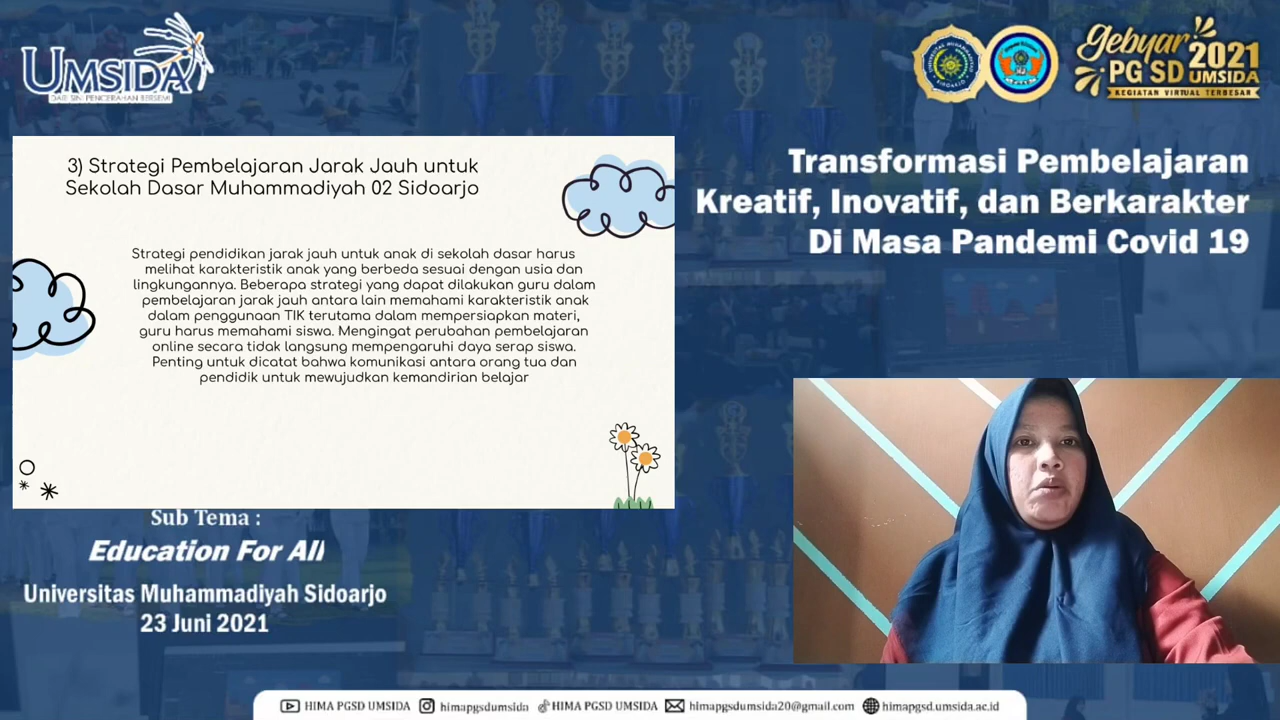 UMSIDA
DARI SINI PENCERAHAN BERSEMI
gebyar
PG SD
2021
UMSIDA
KEGIATAN VIRTUAL TERBESAR
3) Strategi Pembelajaran Jarak Jauh untuk
Sekolah Dasar Muhammadiyah 02 Sidoarjo
Strategi pendidikan jarak jauh untuk anak di sekolah dasar harus
melihat karakteristik anak yang berbeda sesuai dengan usia dan
lingkungannya. Beberapa strategi yang dapat dilakukan guru dalam
pembelajaran jarak jauh antara lain memahami karakteristik anak
dalam penggunaan TIK terutama dalam mempersiapkan materi,
guru harus memahami siswa. Mengingat perubahan pembelajaran
online secara tidak langsung mempengaruhi daya serap siswa.
Penting untuk dicatat bahwa komunikasi antara orang tua dan
pendidik untuk mewujudkan kemandirian belajar
Transformasi Pembelajaran
Kreatif, Inovatif, dan Berkarakter
Di Masa Pandemi Covid 19
Sub Tema :
Education For All
Universitas Muhammadiyah Sidoarjo
23 Juni 2021
HIMA PGSD UMSIDA himapgsdumsida HIMA PGSD UMSIDA himapgsdumsida20@gmail.com himapgsd.umsida.ac.id